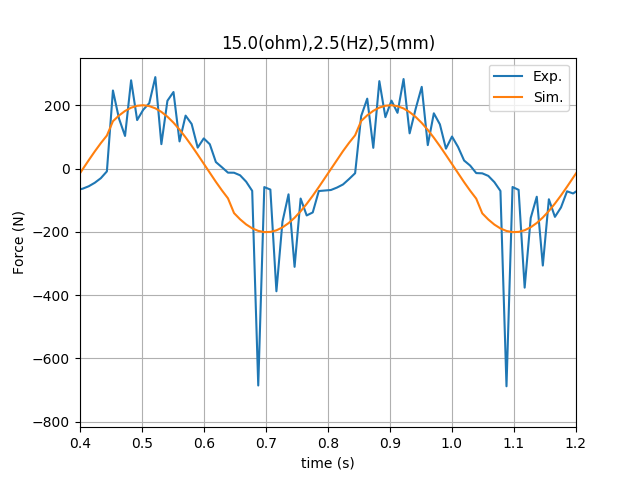 15.0(ohm),2.5(Hz),5(mm)
Exp.
Sim.
200
0
−200
−400
−600
−800
Force (N)
0.4 0.5 0.6 0.7 0.8 0.9 1.0 1.1 1.2
time (s)